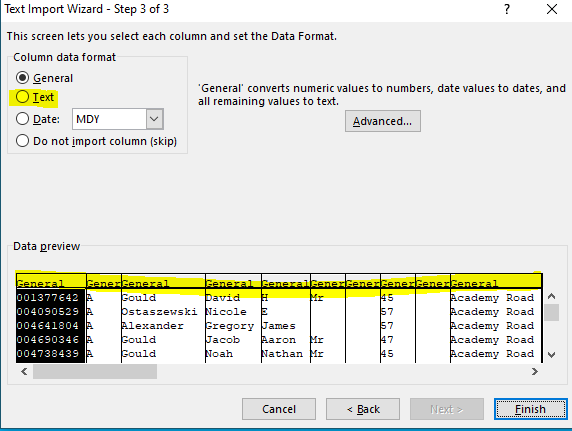 Text Import Wizard - Step 3 of 3
This screen lets you select each column and set the Data Format.
Column data format
General
Text
Date: MDY
Do not import column (skip)
'General' converts numeric values to numbers, date values to dates, and
all remaining values to text.
Advanced...
Data preview
General Gener General General General Gener Gener Gener Gener General
001377642 A Gould David H Mr 45 Academy Road
004090529 A Ostaszewski Nicole E 57 Academy Road
004641804 A Alexander Gregory James 57 Academy Road
004690346 A Gould Jacob Aaron Mr 47 Academy Road
004738439 A Gould Noah Nathan Mr 45 Academy Road
Cancel < Back Next > Finish